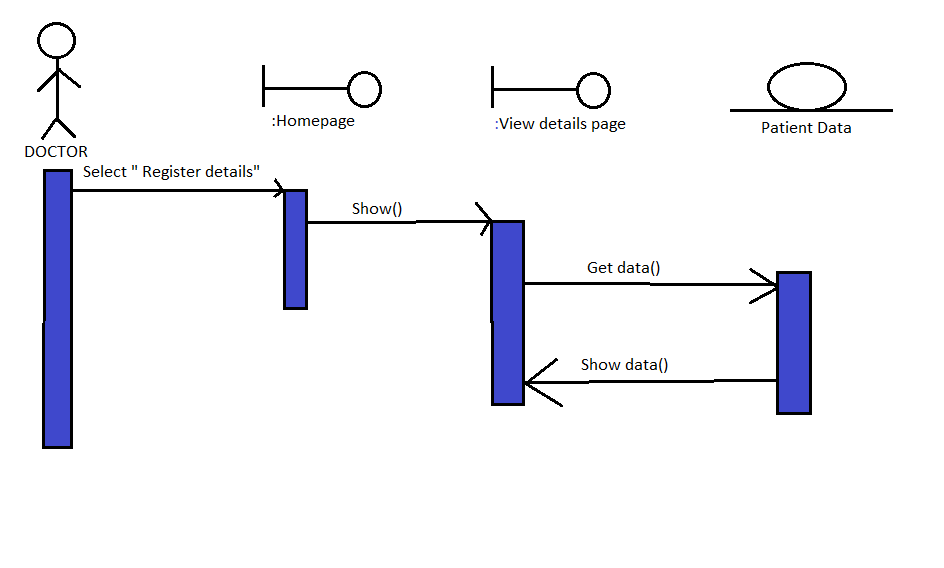 :Homepage
:View details page
Patient Data
DOCTOR
Select " Register details"
Show()
Get data()
Show data()